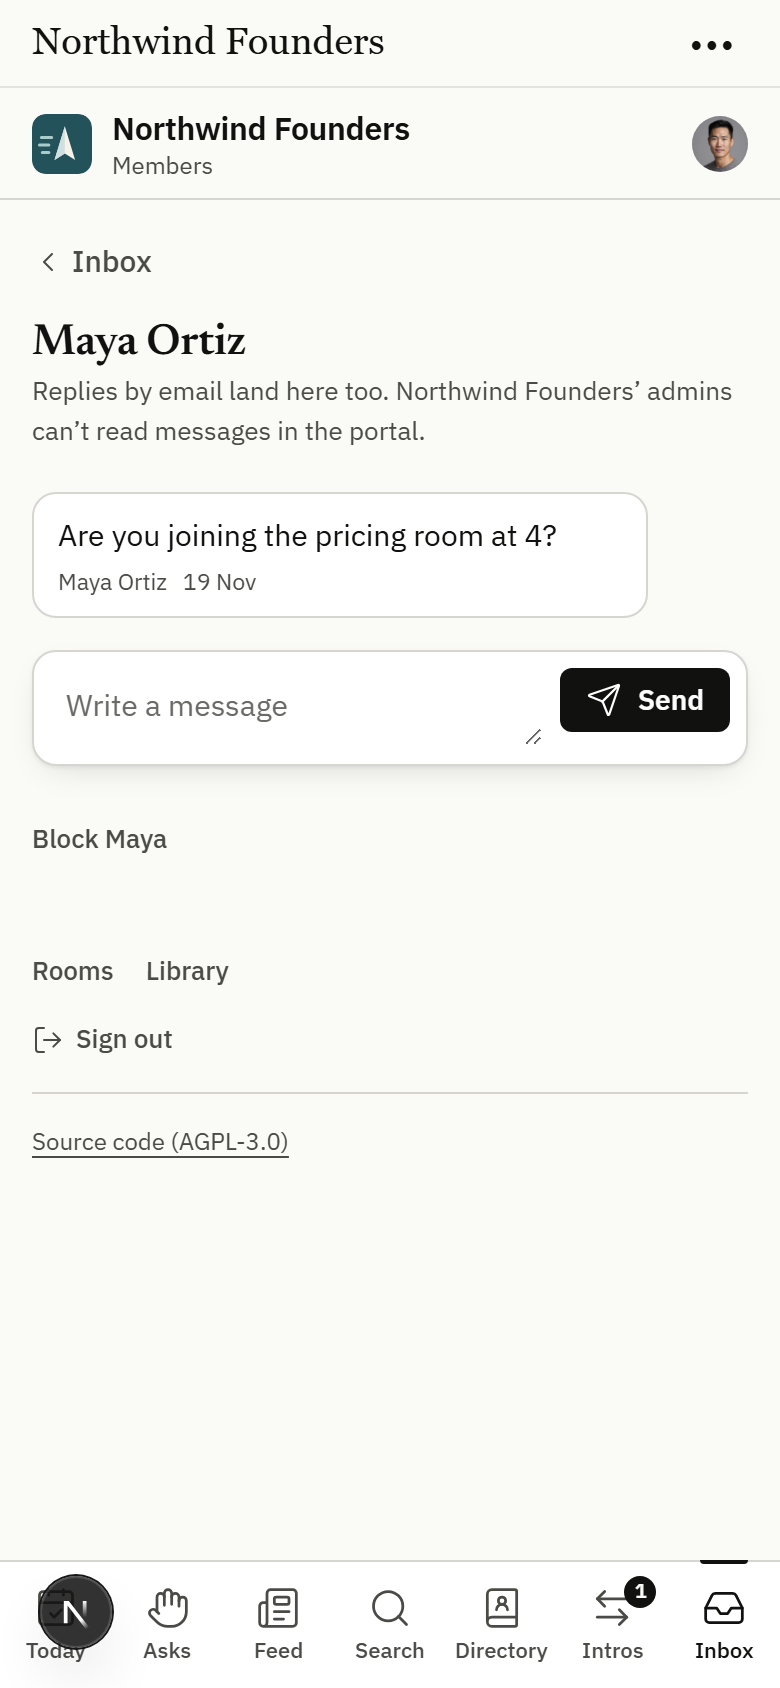 Northwind Founders
Northwind Founders
Members
Inbox
Maya Ortiz
Replies by email land here too. Northwind Founders’ admins
can’t read messages in the portal.
Are you joining the pricing room at 4?
Maya Ortiz 19 Nov
Write a message
Send
Block Maya
Rooms Library
Sign out
Source code (AGPL-3.0)
N
1
Today Asks Feed Search Directory Intros Inbox